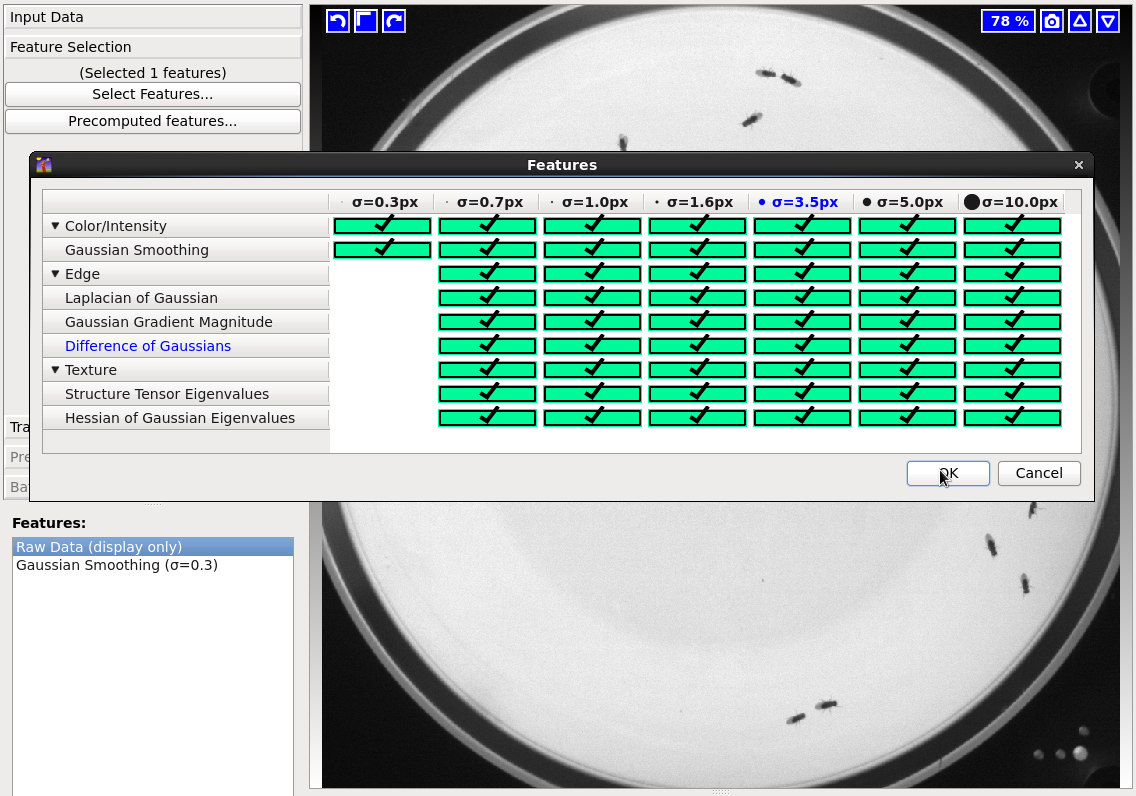 Input Data
Feature Selection
(Selected 1 features)
Select Features...
Precomputed features...
78 %
Features
σ=0.3px σ=0.7px σ=1.0px σ=1.6px σ=3.5px σ=5.0px σ=10.0px
Color/Intensity
Gaussian Smoothing
Edge
Laplacian of Gaussian
Gaussian Gradient Magnitude
Difference of Gaussians
Texture
Structure Tensor Eigenvalues
Hessian of Gaussian Eigenvalues
OK Cancel
Tra
Pre
Ba
Features:
Raw Data (display only)
Gaussian Smoothing (σ=0.3)